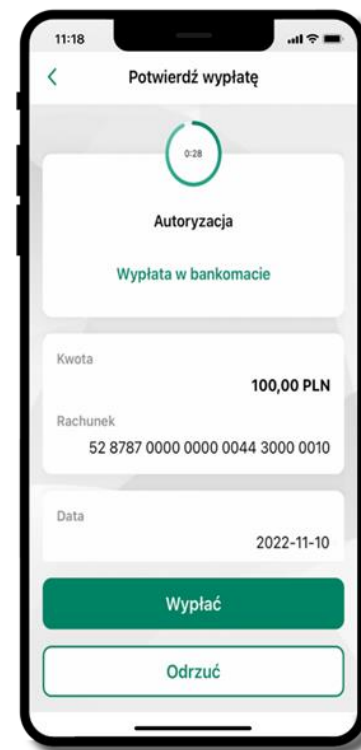 11:18
Potwierdź wypłatę
0:28
Autoryzacja
Wypłata w bankomacie
Kwota
100,00 PLN
Rachunek
52 8787 0000 0000 0044 3000 0010
Data
2022-11-10
Wypłać
Odrzuć